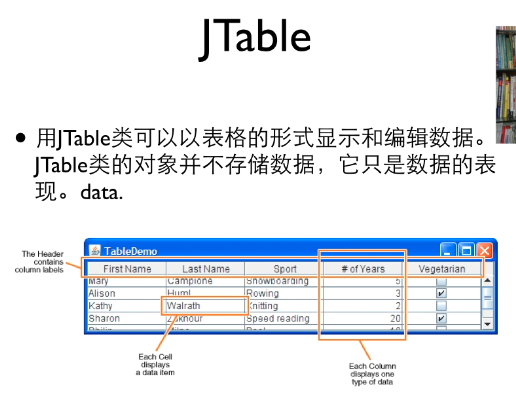 JTable
• 用JTable类可以以表格的形式显示和编辑数据。
JTable类的对象并不存储数据，它只是数据的表
现。data.
The Header
contains
column labels
TableDemo
First Name Last Name Sport # of Years Vegetarian
Mary Campione Snowboarding 5
Alison Huml Rowing 3
Kathy Walrath Knitting 2
Sharon Zakhour Speed reading 20
Philip Milne Pool 10
Each Cell
displays
a data item
Each Column
displays one
type of data